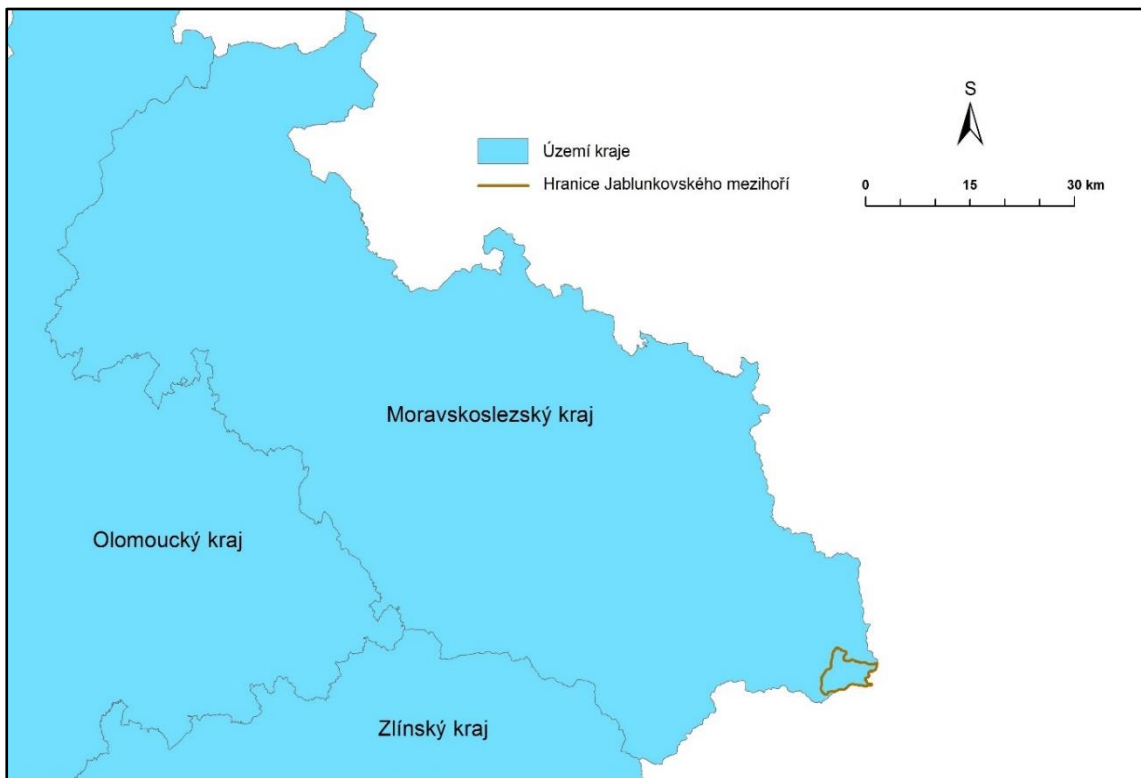 S
Území kraje
Hranice Jablunkovského mezihoří
0 15 30 km
Moravskoslezský kraj
Olomoucký kraj
Zlínský kraj